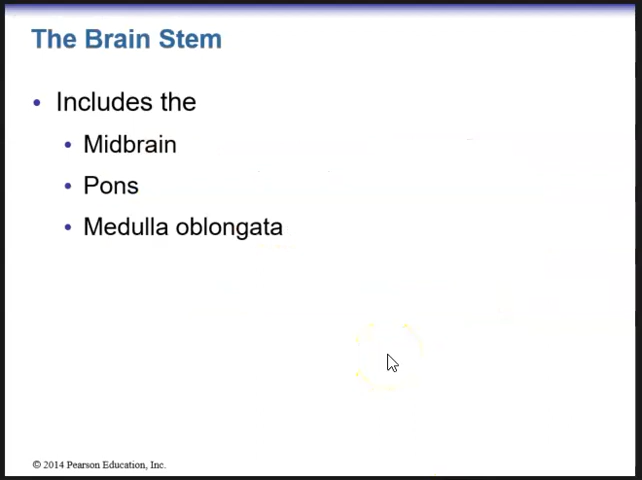 The Brain Stem
• Includes the
• Midbrain
• Pons
• Medulla oblongata
© 2014 Pearson Education, Inc.